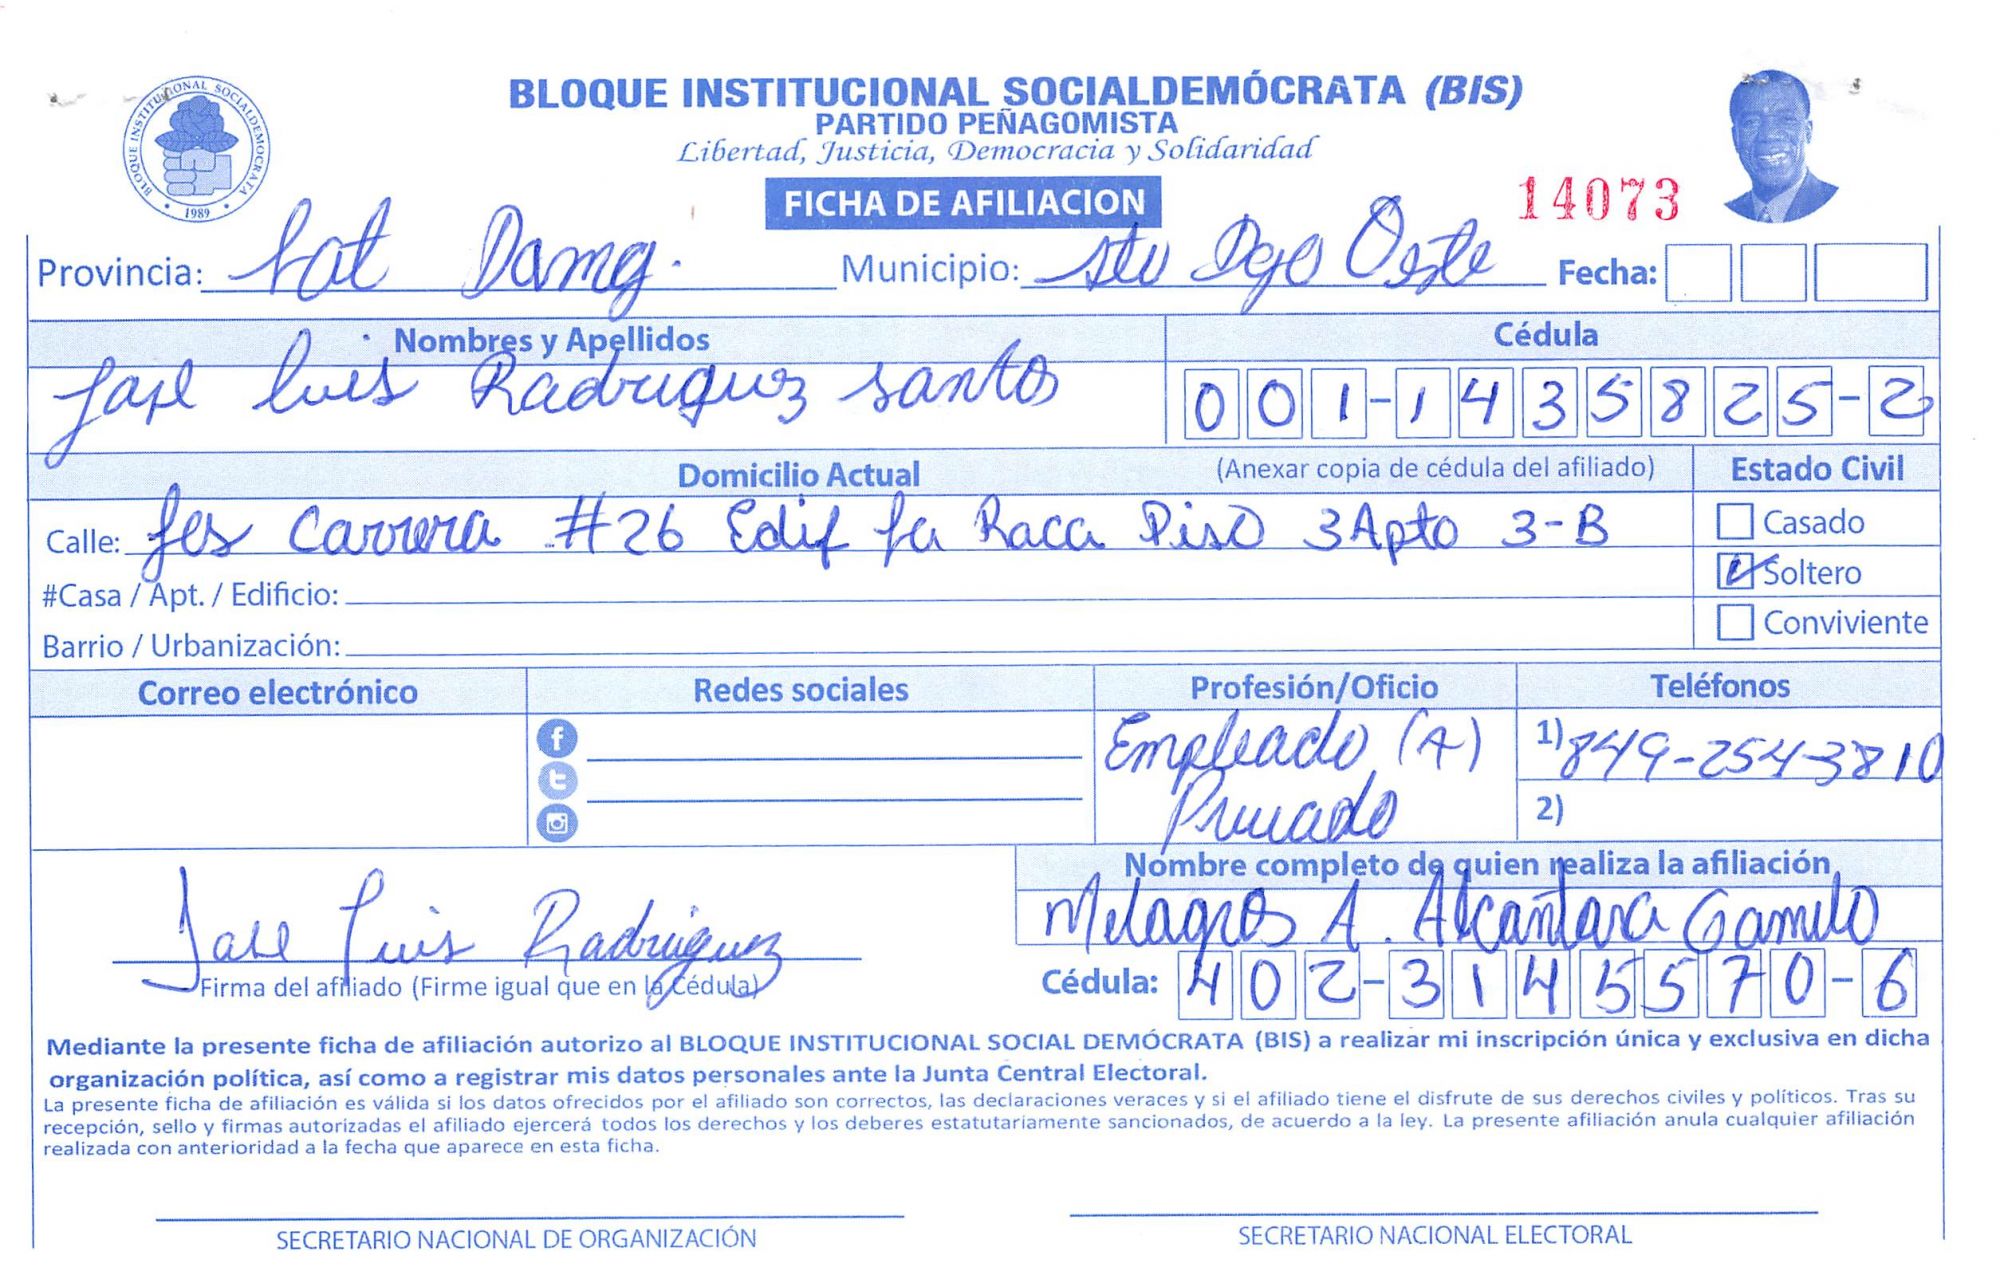 BLOQUE INSTITUCIONAL SOCIALDEMOCRATA
1989
BLOQUE INSTITUCIONAL SOCIALDEMÓCRATA (BIS)
PARTIDO PEÑAGOMISTA
Libertad, Justicia, Democracia y Solidaridad
FICHA DE AFILIACION
14073
Provincia: Domg. Municipio: Sto Dgo Oeste Fecha:
Nombres y Apellidos Cédula
Jose Luis Rodriguez Santos 001-1435825-2
Domicilio Actual (Anexar copia de cédula del afiliado) Estado Civil
Calle: Carrera #26 Edif La Raca Piso 3 Apto 3-B
Casado
#Casa / Apt. / Edificio:
Soltero
Barrio / Urbanización:
Conviviente
Correo electrónico Redes sociales Profesión/Oficio Teléfonos
Empleado (A) 1) 849-254-3810
Privado 2)
Nombre completo de quien realiza la afiliación
Milagros A. Alcantara Camilo
Jose Luis Rodriguez
Firma del afiliado (Firme igual que en la Cédula) Cédula: 402-3145570-6
Mediante la presente ficha de afiliación autorizo al BLOQUE INSTITUCIONAL SOCIAL DEMÓCRATA (BIS) a realizar mi inscripción única y exclusiva en dicha
organización política, así como a registrar mis datos personales ante la Junta Central Electoral.
La presente ficha de afiliación es válida si los datos ofrecidos por el afiliado son correctos, las declaraciones veraces y si el afiliado tiene el disfrute de sus derechos civiles y políticos. Tras su
recepción, sello y firmas autorizadas el afiliado ejercerá todos los derechos y los deberes estatutariamente sancionados, de acuerdo a la ley. La presente afiliación anula cualquier afiliación
realizada con anterioridad a la fecha que aparece en esta ficha.
SECRETARIO NACIONAL DE ORGANIZACIÓN SECRETARIO NACIONAL ELECTORAL